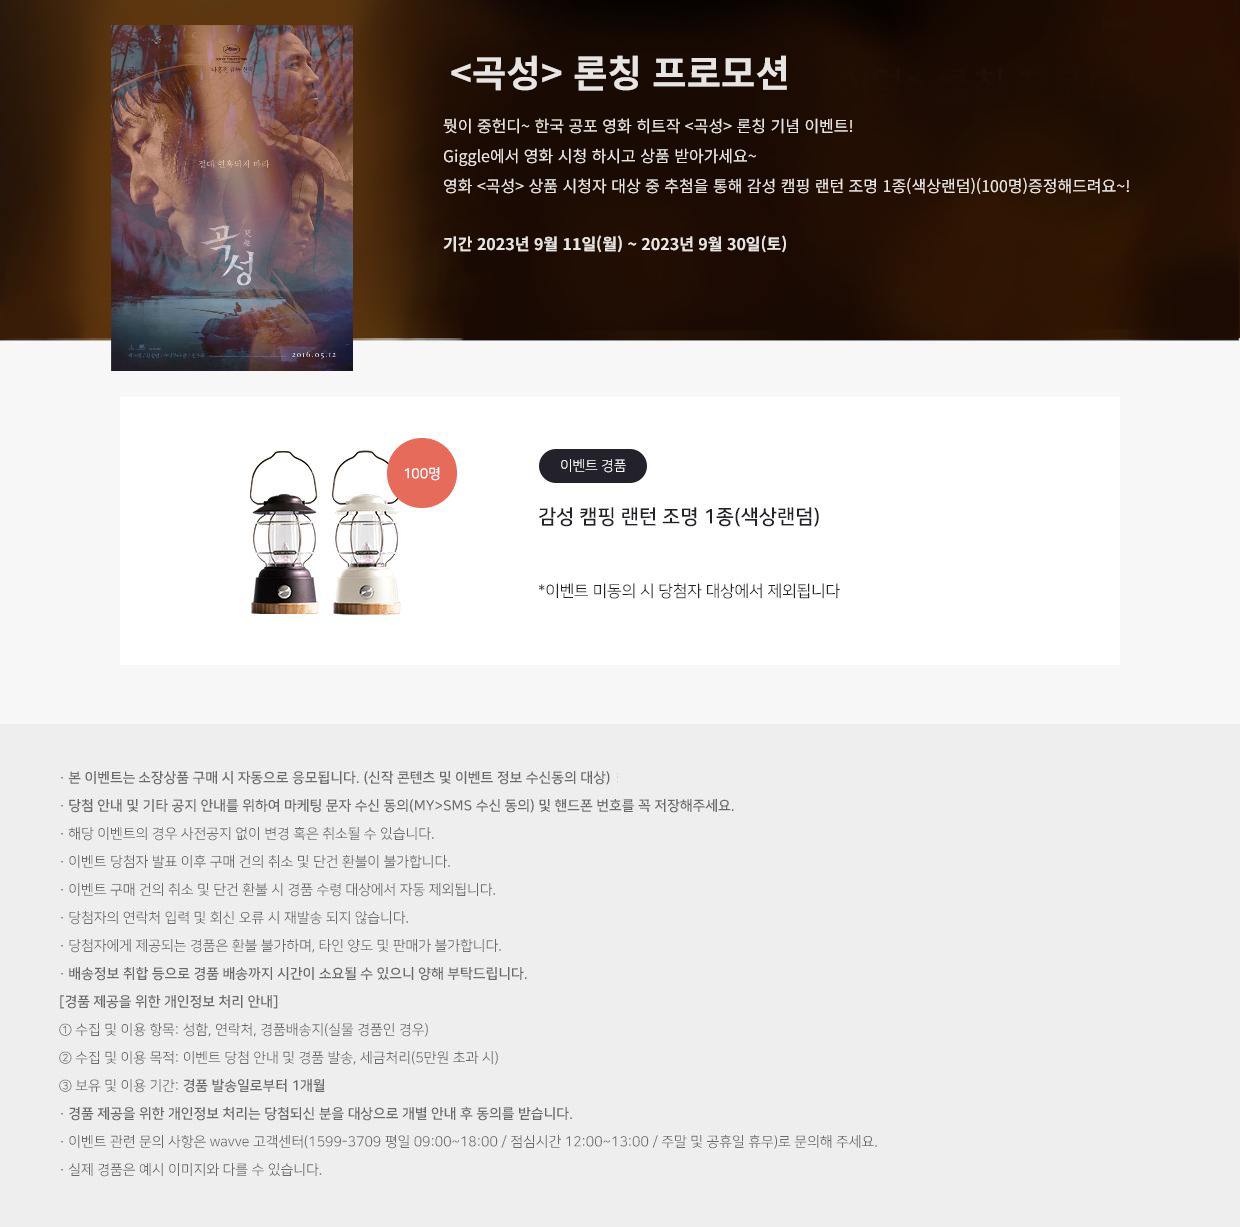 절대 현혹되지 마라
곡성
哭聲
2016.05.12
<곡성> 론칭 프로모션
뭣이 중헌디~ 한국 공포 영화 히트작 <곡성> 론칭 기념 이벤트!
Giggle에서 영화 시청 하시고 상품 받아가세요~
영화 <곡성> 상품 시청자 대상 중 추첨을 통해 감성 캠핑 랜턴 조명 1종(색상랜덤)(100명)증정해드려요~!
기간 2023년 9월 11일(월) ~ 2023년 9월 30일(토)
100명
이벤트 경품
감성 캠핑 랜턴 조명 1종(색상랜덤)
*이벤트 미동의 시 당첨자 대상에서 제외됩니다
· 본 이벤트는 소장상품 구매 시 자동으로 응모됩니다. (신작 콘텐츠 및 이벤트 정보 수신동의 대상)
· 당첨 안내 및 기타 공지 안내를 위하여 마케팅 문자 수신 동의(MY>SMS 수신 동의) 및 핸드폰 번호를 꼭 저장해주세요.
· 해당 이벤트의 경우 사전공지 없이 변경 혹은 취소될 수 있습니다.
· 이벤트 당첨자 발표 이후 구매 건의 취소 및 단건 환불이 불가합니다.
· 이벤트 구매 건의 취소 및 단건 환불 시 경품 수령 대상에서 자동 제외됩니다.
· 당첨자의 연락처 입력 및 회신 오류 시 재발송 되지 않습니다.
· 당첨자에게 제공되는 경품은 환불 불가하며, 타인 양도 및 판매가 불가합니다.
· 배송정보 취합 등으로 경품 배송까지 시간이 소요될 수 있으니 양해 부탁드립니다.
[경품 제공을 위한 개인정보 처리 안내]
① 수집 및 이용 항목: 성함, 연락처, 경품배송지(실물 경품인 경우)
② 수집 및 이용 목적: 이벤트 당첨 안내 및 경품 발송, 세금처리(5만원 초과 시)
③ 보유 및 이용 기간: 경품 발송일로부터 1개월
· 경품 제공을 위한 개인정보 처리는 당첨되신 분을 대상으로 개별 안내 후 동의를 받습니다.
· 이벤트 관련 문의 사항은 wavve 고객센터(1599-3709 평일 09:00~18:00 / 점심시간 12:00~13:00 / 주말 및 공휴일 휴무)로 문의해 주세요.
· 실제 경품은 예시 이미지와 다를 수 있습니다.